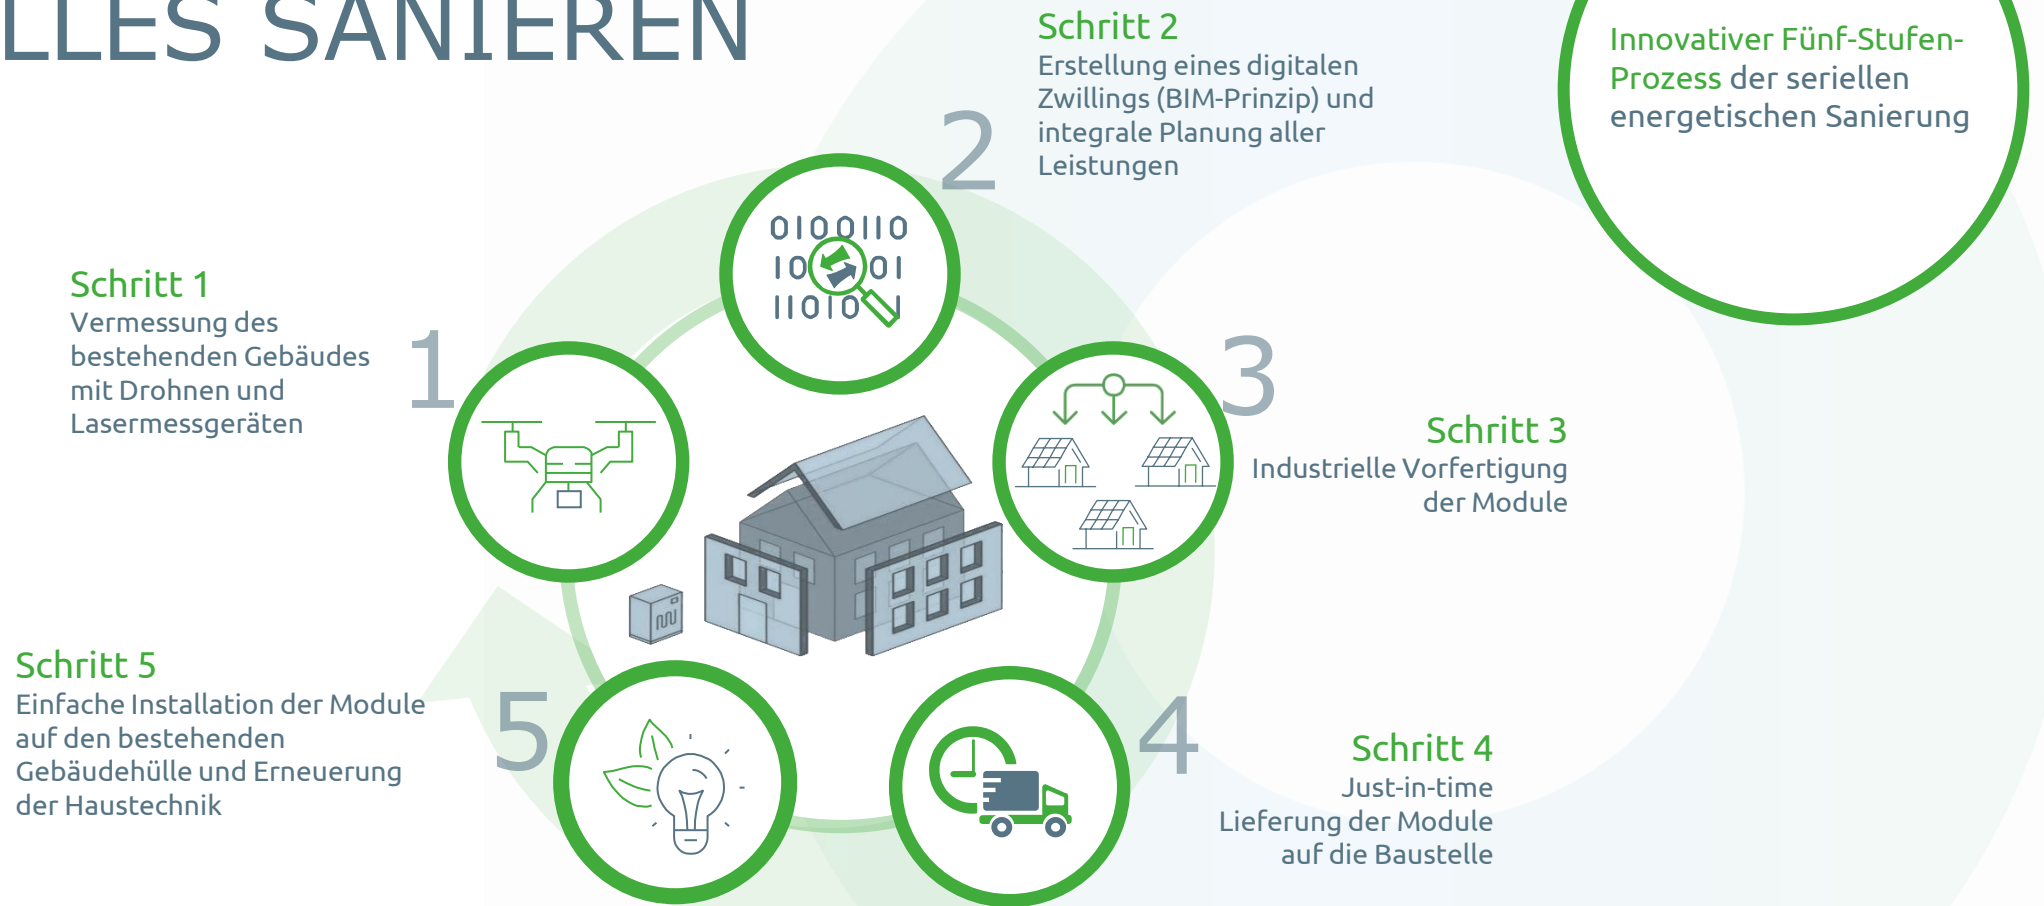 LLES SANIEREN
Innovativer Fünf-Stufen-
Prozess der seriellen
energetischen Sanierung
1
Schritt 1
Vermessung des
bestehenden Gebäudes
mit Drohnen und
Lasermessgeräten
2
Schritt 2
Erstellung eines digitalen
Zwillings (BIM-Prinzip) und
integrale Planung aller
Leistungen
0100110
10 01
11010 1
3
Schritt 3
Industrielle Vorfertigung
der Module
4
Schritt 4
Just-in-time
Lieferung der Module
auf die Baustelle
5
Schritt 5
Einfache Installation der Module
auf den bestehenden
Gebäudehülle und Erneuerung
der Haustechnik